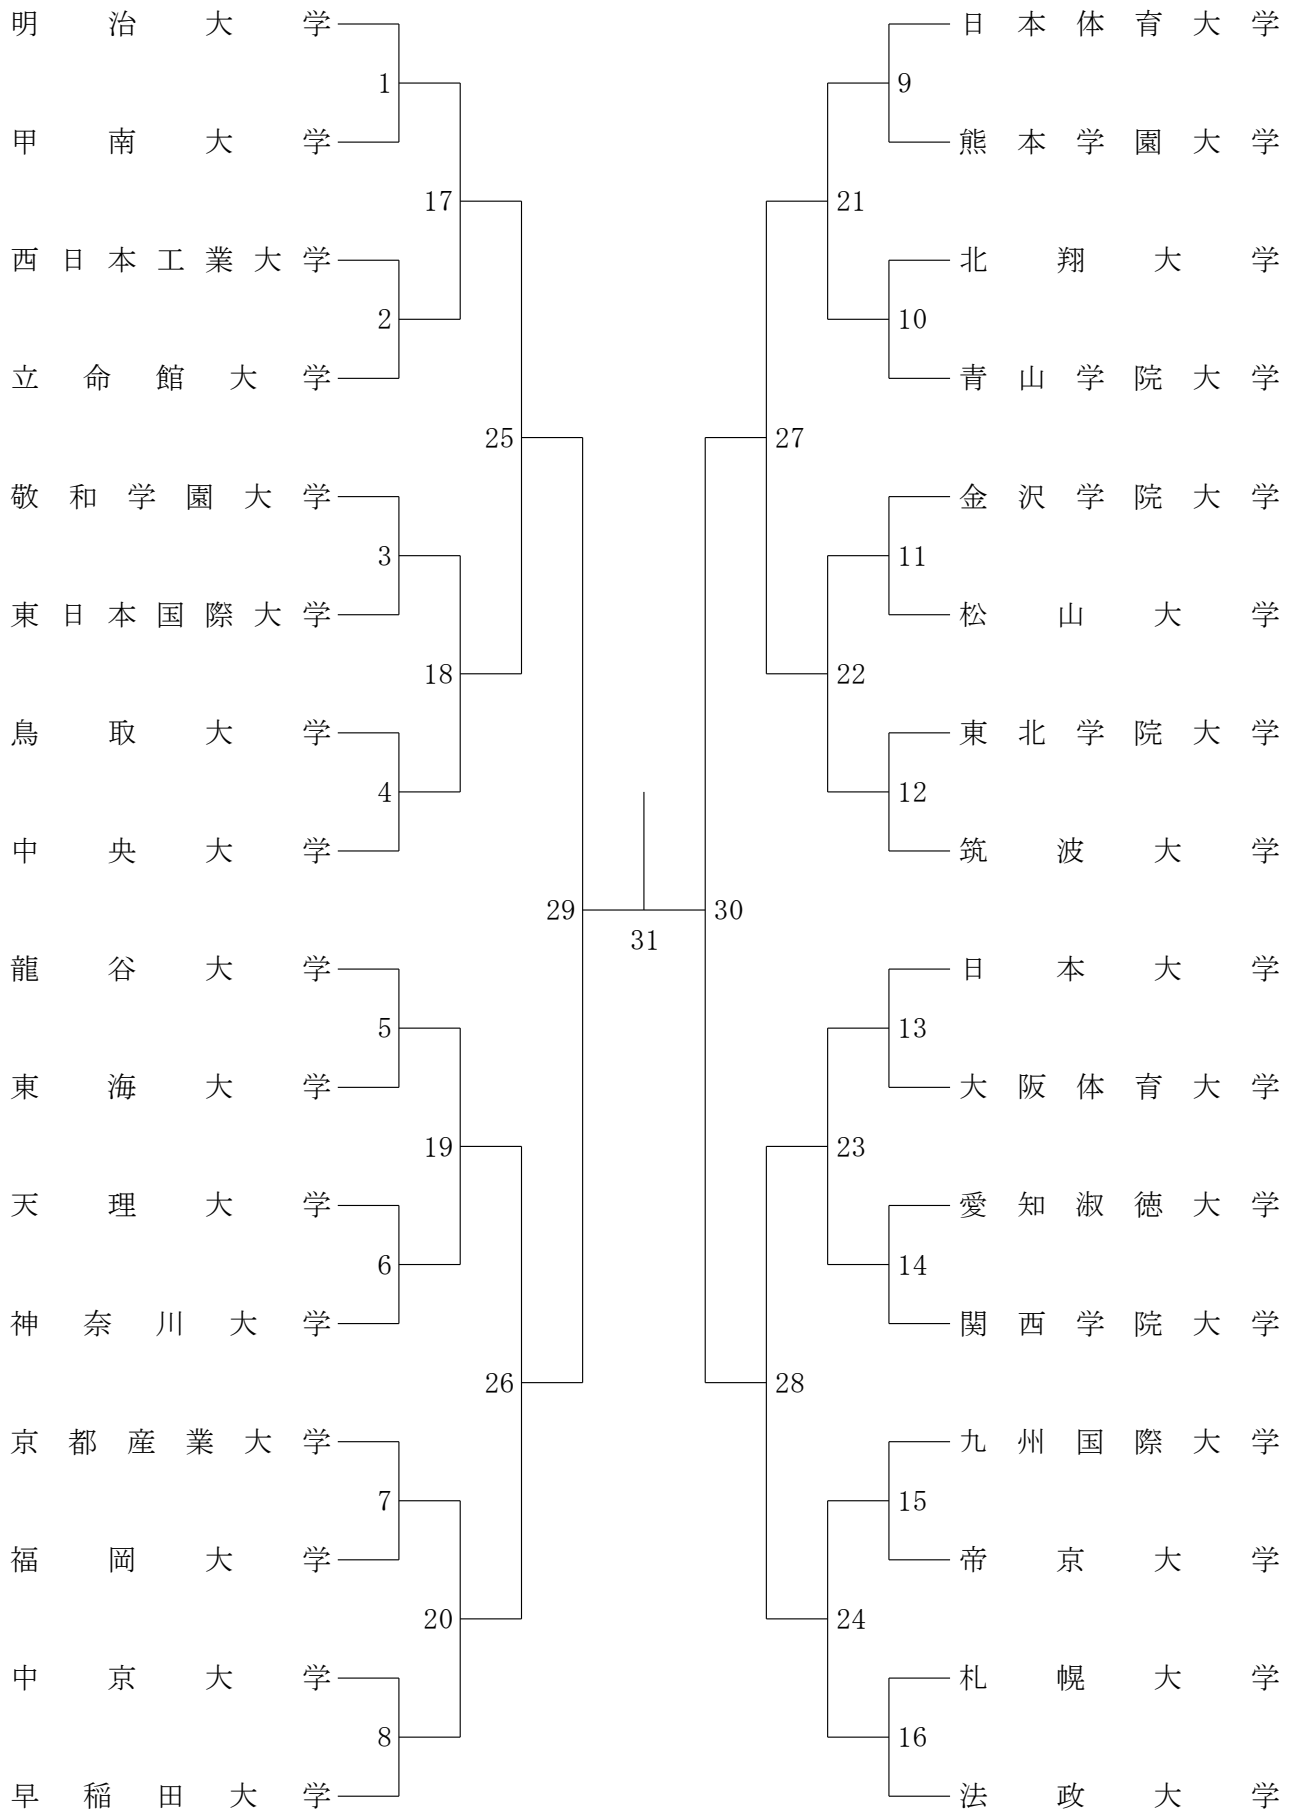 明治大学
1
甲南大学
17
西日本工業大学
2
立命館大学
25
敬和学園大学
3
東日本国際大学
18
鳥取大学
4
中央大学
29
龍谷大学
5
東海大学
19
天理大学
6
神奈川大学
26
京都産業大学
7
福岡大学
20
中京大学
8
早稲田大学
31
日本体育大学
9
熊本学園大学
21
北翔大学
10
青山学院大学
27
金沢学院大学
11
松山大学
22
東北学院大学
12
筑波大学
30
日本大学
13
大阪体育大学
23
愛知淑徳大学
14
関西学院大学
28
九州国際大学
15
帝京大学
24
札幌大学
16
法政大学